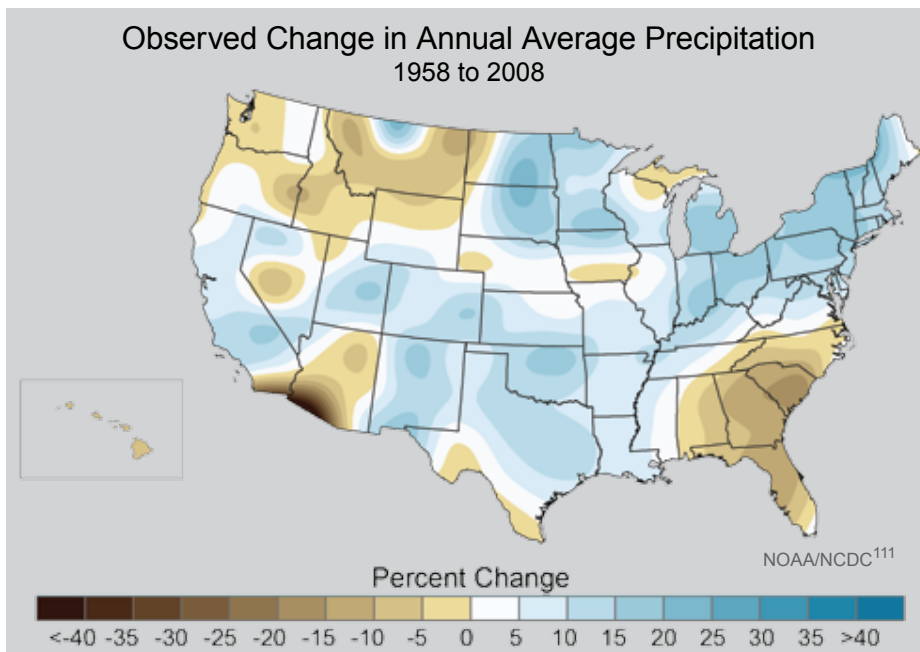 Observed Change in Annual Average Precipitation
1958 to 2008
NOAA/NCDC111
Percent Change
<-40 -35 -30 -25 -20 -15 -10 -5 0 5 10 15 20 25 30 35 >40